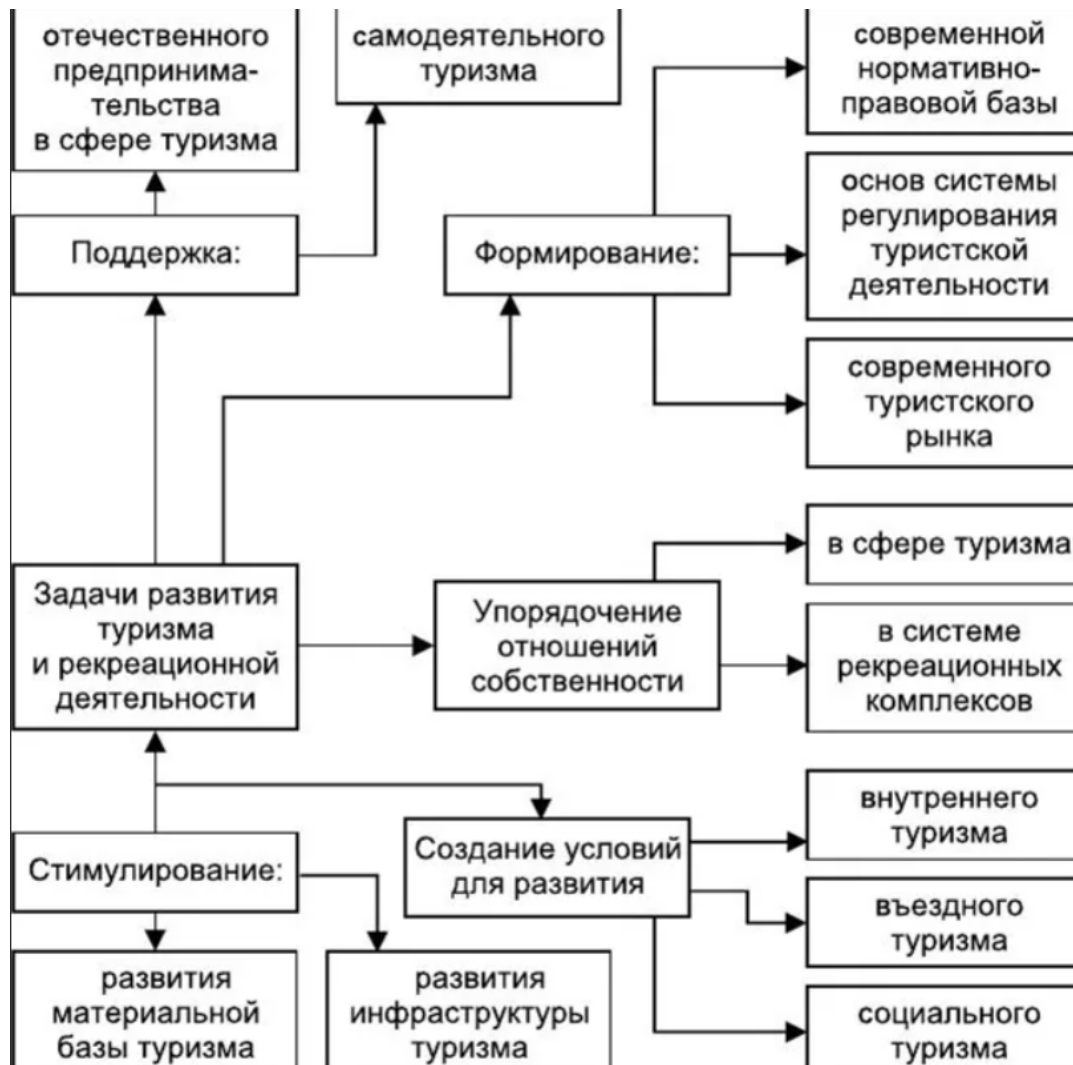 отечественного
предпринима-
тельства
в сфере туризма
самодеятельного
туризма
современной
нормативно-
правовой базы
основ системы
регулирования
туристской
деятельности
Поддержка:
Формирование:
современного
туристского
рынка
в сфере туризма
Задачи развития
туризма
и рекреационной
деятельности
Упорядочение
отношений
собственности
в системе
рекреационных
комплексов
внутреннего
туризма
Стимулирование:
Создание условий
для развития
въездного
туризма
развития
материальной
базы туризма
развития
инфраструктуры
туризма
социального
туризма